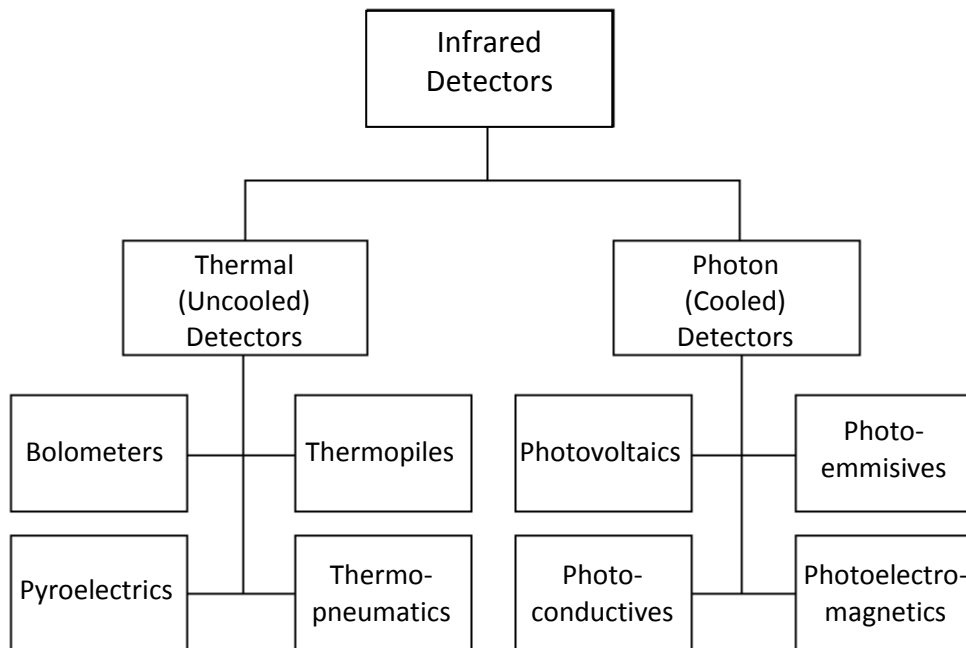 Infrared
Detectors
Thermal
(Uncooled)
Detectors
Photon
(Cooled)
Detectors
Bolometers
Thermopiles
Photovoltaics
Photo-
emmisives
Pyroelectrics
Thermo-
pneumatics
Photo-
conductives
Photoelectro-
magnetics